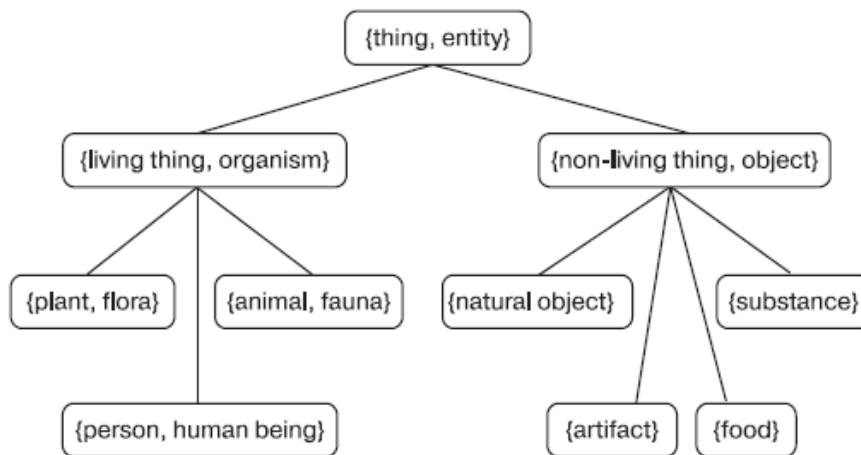 {thing, entity}
{living thing, organism}
{non-living thing, object}
{plant, flora}
{animal, fauna}
{natural object}
{substance}
{person, human being}
{artifact}
{food}